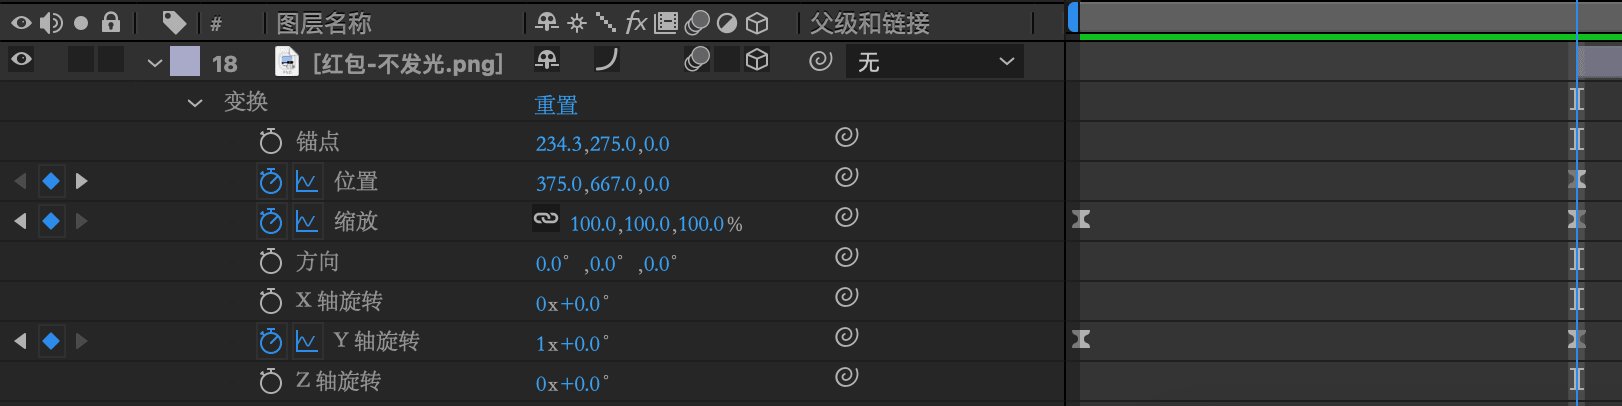 # 图层名称 fx 父级和链接
18 [红包-不发光.png] 无
变换 重置
锚点 234.3,275.0,0.0
位置 375.0,667.0,0.0
缩放 100.0,100.0,100.0%
方向 0.0° ,0.0° ,0.0°
X 轴旋转 0x+0.0°
Y 轴旋转 1x+0.0°
Z 轴旋转 0x+0.0°